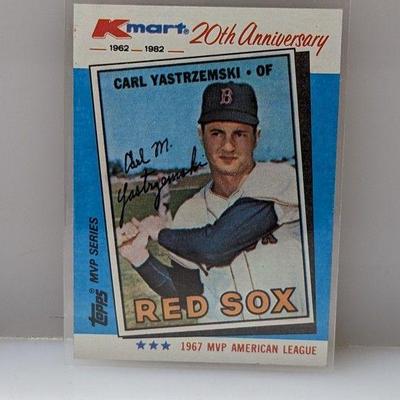 Kmart® 20th Anniversary
1962 - 1982
CARL YASTRZEMSKI • OF
B
Carl M.
Yastrzemski
RED SOX
Topps® MVP SERIES
★★★ 1967 MVP AMERICAN LEAGUE